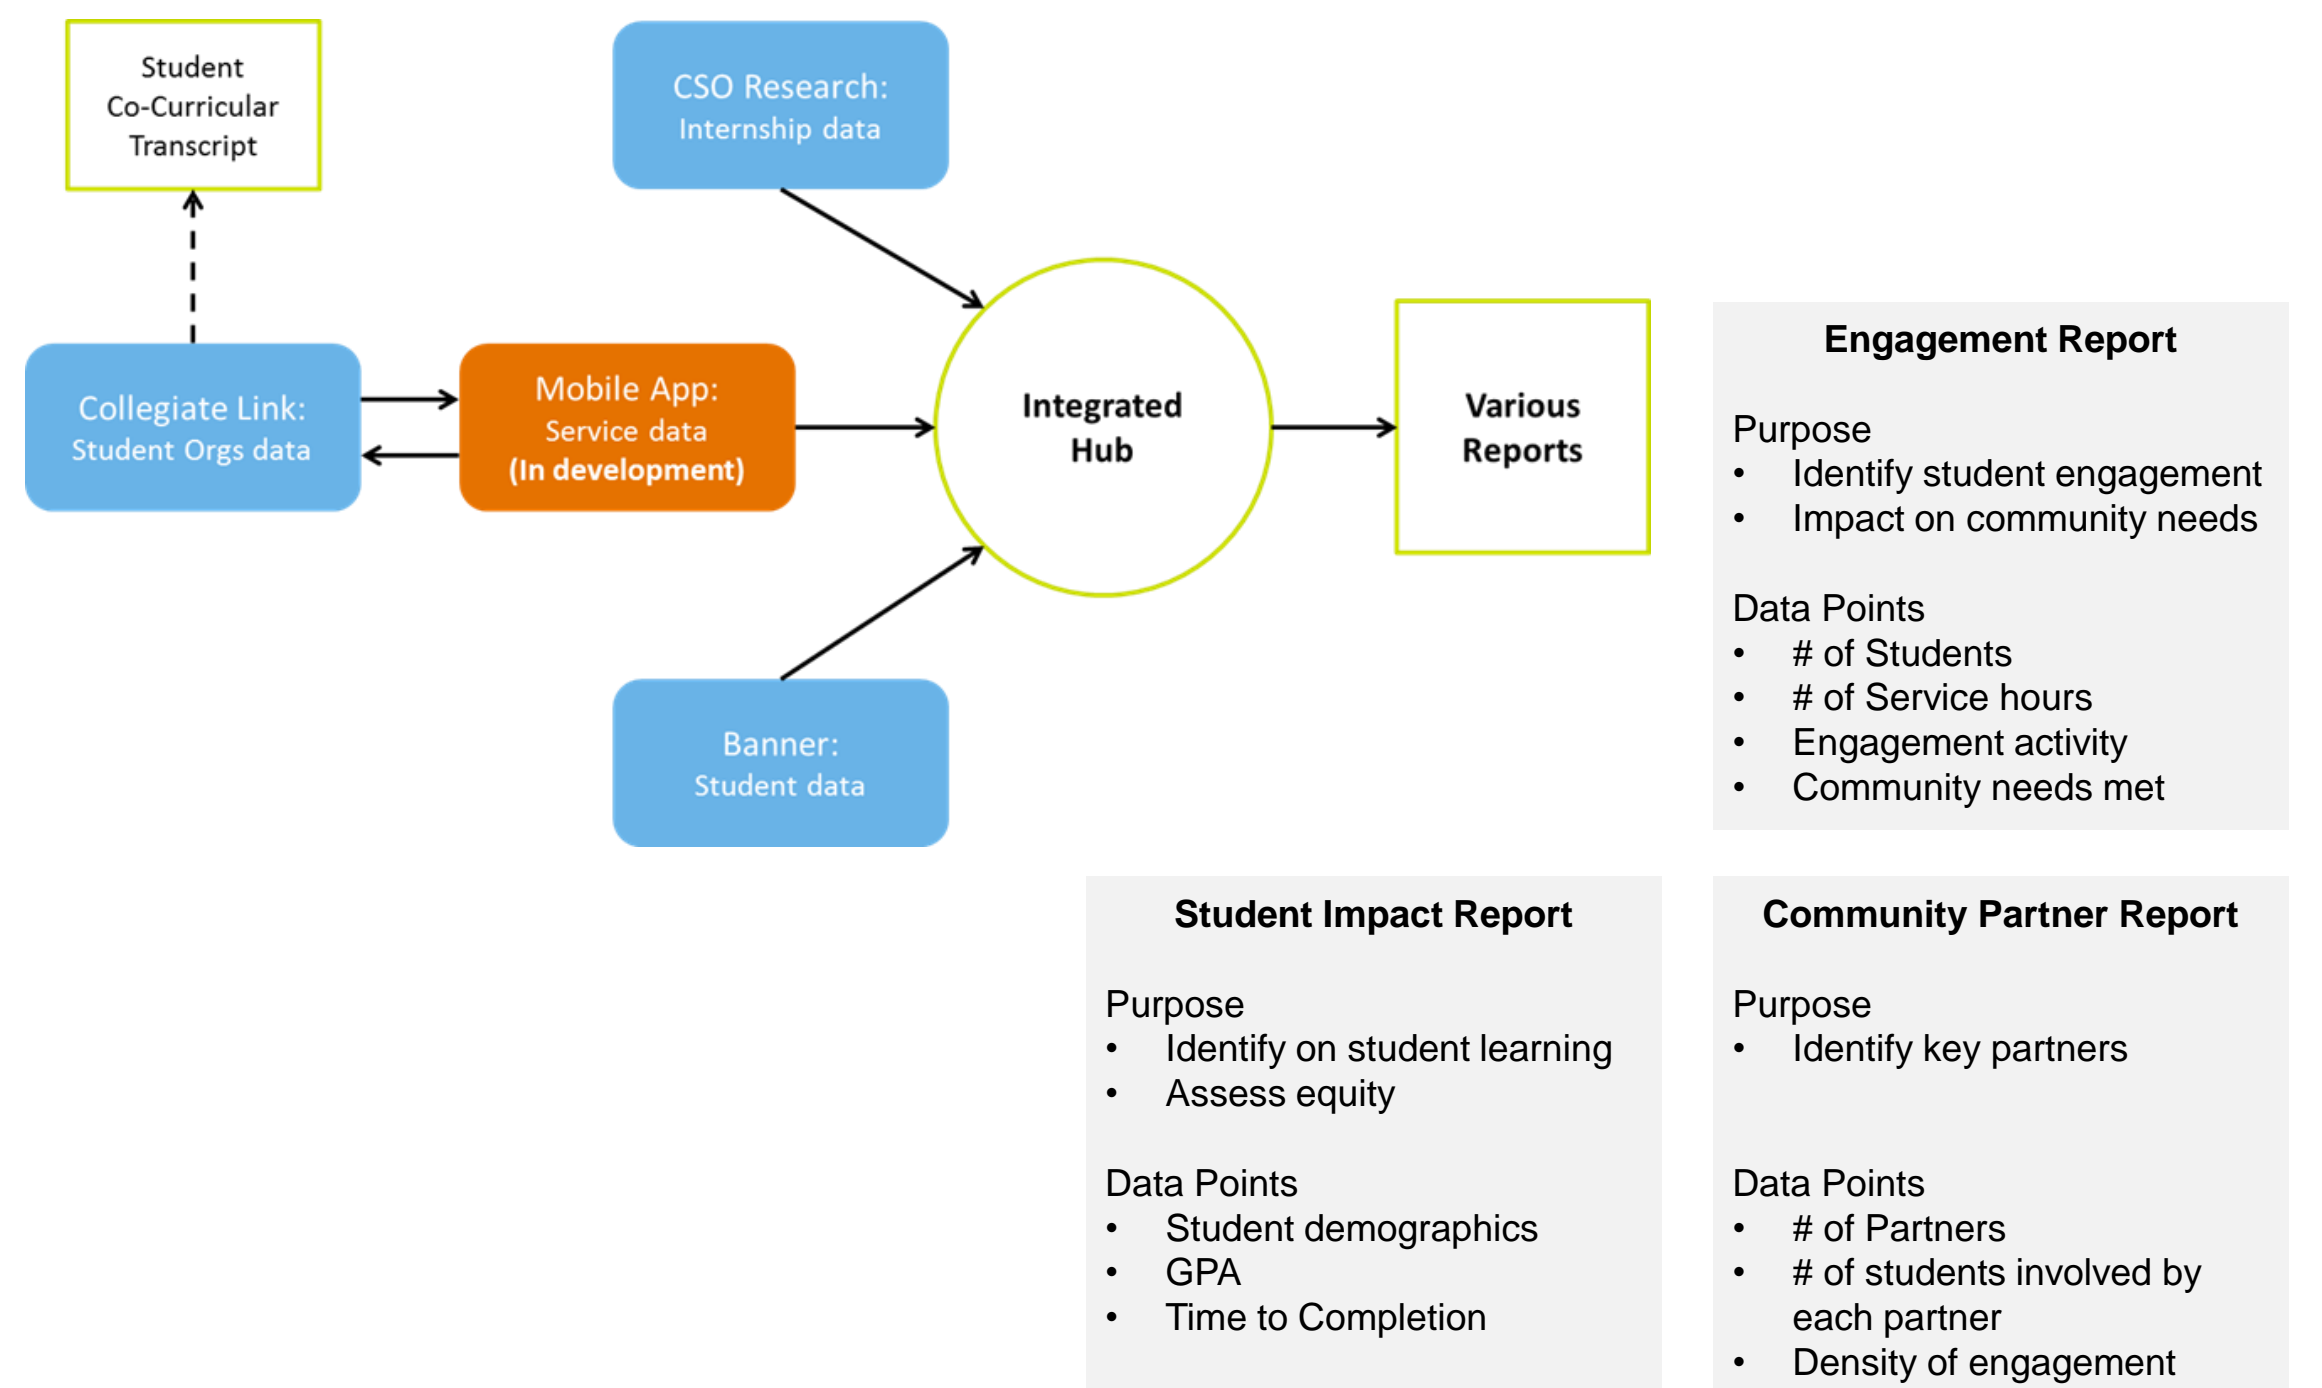 Student
Co-Curricular
Transcript
CSO Research:
Internship data
Collegiate Link:
Student Orgs data
Mobile App:
Service data
(In development)
Integrated
Hub
Various
Reports
Banner:
Student data
Engagement Report
Purpose
• Identify student engagement
• Impact on community needs
Data Points
• # of Students
• # of Service hours
• Engagement activity
• Community needs met
Student Impact Report
Purpose
• Identify on student learning
• Assess equity
Data Points
• Student demographics
• GPA
• Time to Completion
Community Partner Report
Purpose
• Identify key partners
Data Points
• # of Partners
• # of students involved by
each partner
• Density of engagement